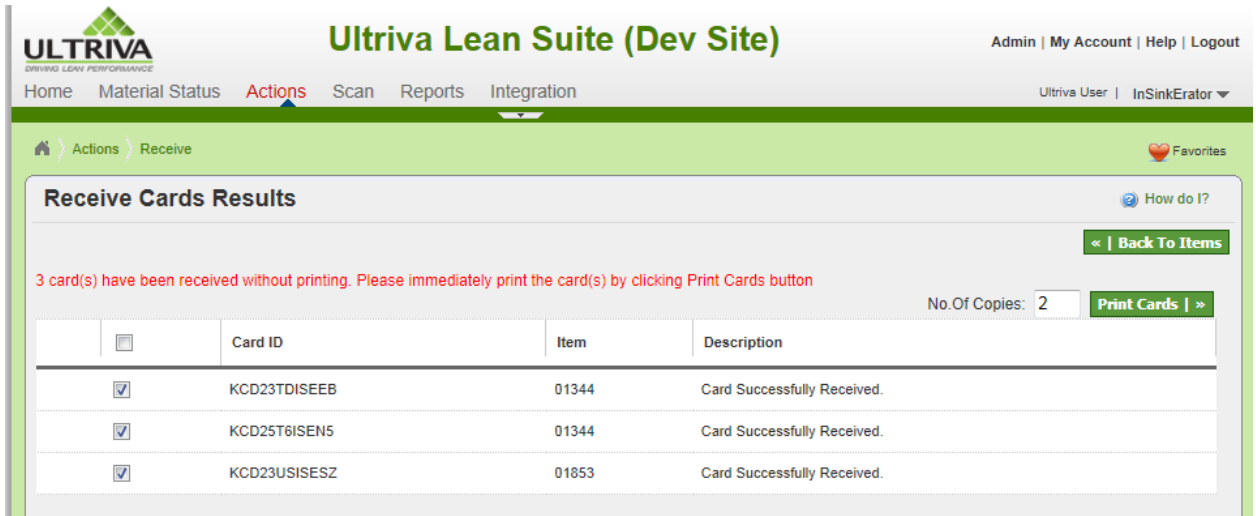 ULTRIVA
DRIVING LEAN PERFORMANCE
Ultriva Lean Suite (Dev Site)
Admin | My Account | Help | Logout
Home Material Status Actions Scan Reports Integration
Ultriva User | InSinkErator
Actions Receive
Favorites
Receive Cards Results
How do I?
« | Back To Items
3 card(s) have been received without printing. Please immediately print the card(s) by clicking Print Cards button
No.Of Copies: 2 Print Cards | »
Card ID Item Description
KCD23TDISEEB 01344 Card Successfully Received.
KCD25T6ISEN5 01344 Card Successfully Received.
KCD23USISESZ 01853 Card Successfully Received.